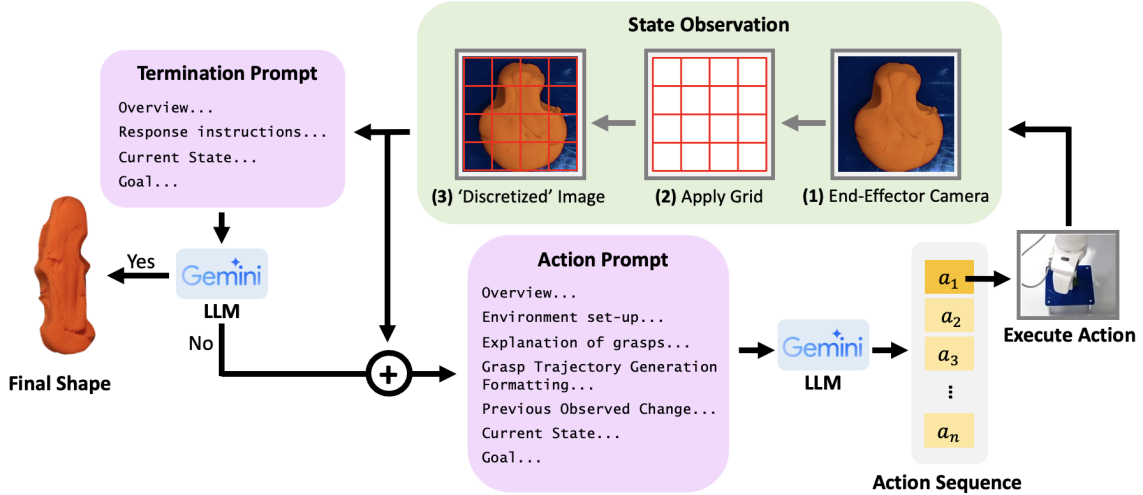 State Observation
(3) ‘Discretized’ Image
(2) Apply Grid
(1) End-Effector Camera
Termination Prompt
Overview...
Response instructions...
Current State...
Goal...
Gemini
LLM
Yes
No
Final Shape
+
Action Prompt
Overview...
Environment set-up...
Explanation of grasps...
Grasp Trajectory Generation
Formatting...
Previous Observed Change...
Current State...
Goal...
Gemini
LLM
a₁
a₂
a₃
⋮
aₙ
Action Sequence
Execute Action